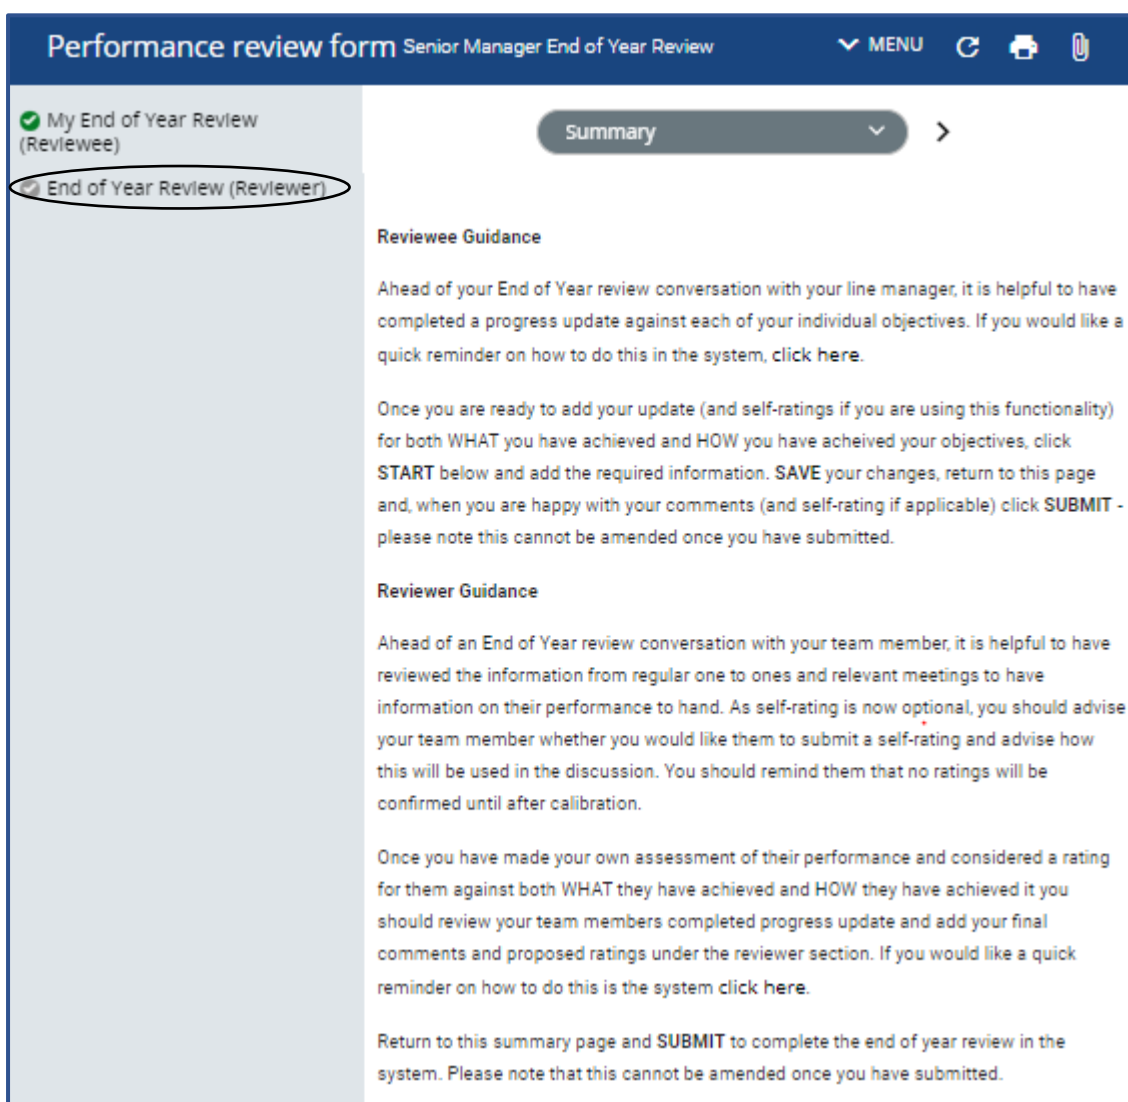 Performance review form Senior Manager End of Year Review
MENU
My End of Year Review
(Reviewee)
End of Year Review (Reviewer)
Summary
Reviewee Guidance
Ahead of your End of Year review conversation with your line manager, it is helpful to have
completed a progress update against each of your individual objectives. If you would like a
quick reminder on how to do this in the system, click here.
Once you are ready to add your update (and self-ratings if you are using this functionality)
for both WHAT you have achieved and HOW you have acheived your objectives, click
START below and add the required information. SAVE your changes, return to this page
and, when you are happy with your comments (and self-rating if applicable) click SUBMIT -
please note this cannot be amended once you have submitted.
Reviewer Guidance
Ahead of an End of Year review conversation with your team member, it is helpful to have
reviewed the information from regular one to ones and relevant meetings to have
information on their performance to hand. As self-rating is now optional, you should advise
your team member whether you would like them to submit a self-rating and advise how
this will be used in the discussion. You should remind them that no ratings will be
confirmed until after calibration.
Once you have made your own assessment of their performance and considered a rating
for them against both WHAT they have achieved and HOW they have achieved it you
should review your team members completed progress update and add your final
comments and proposed ratings under the reviewer section. If you would like a quick
reminder on how to do this is the system click here.
Return to this summary page and SUBMIT to complete the end of year review in the
system. Please note that this cannot be amended once you have submitted.